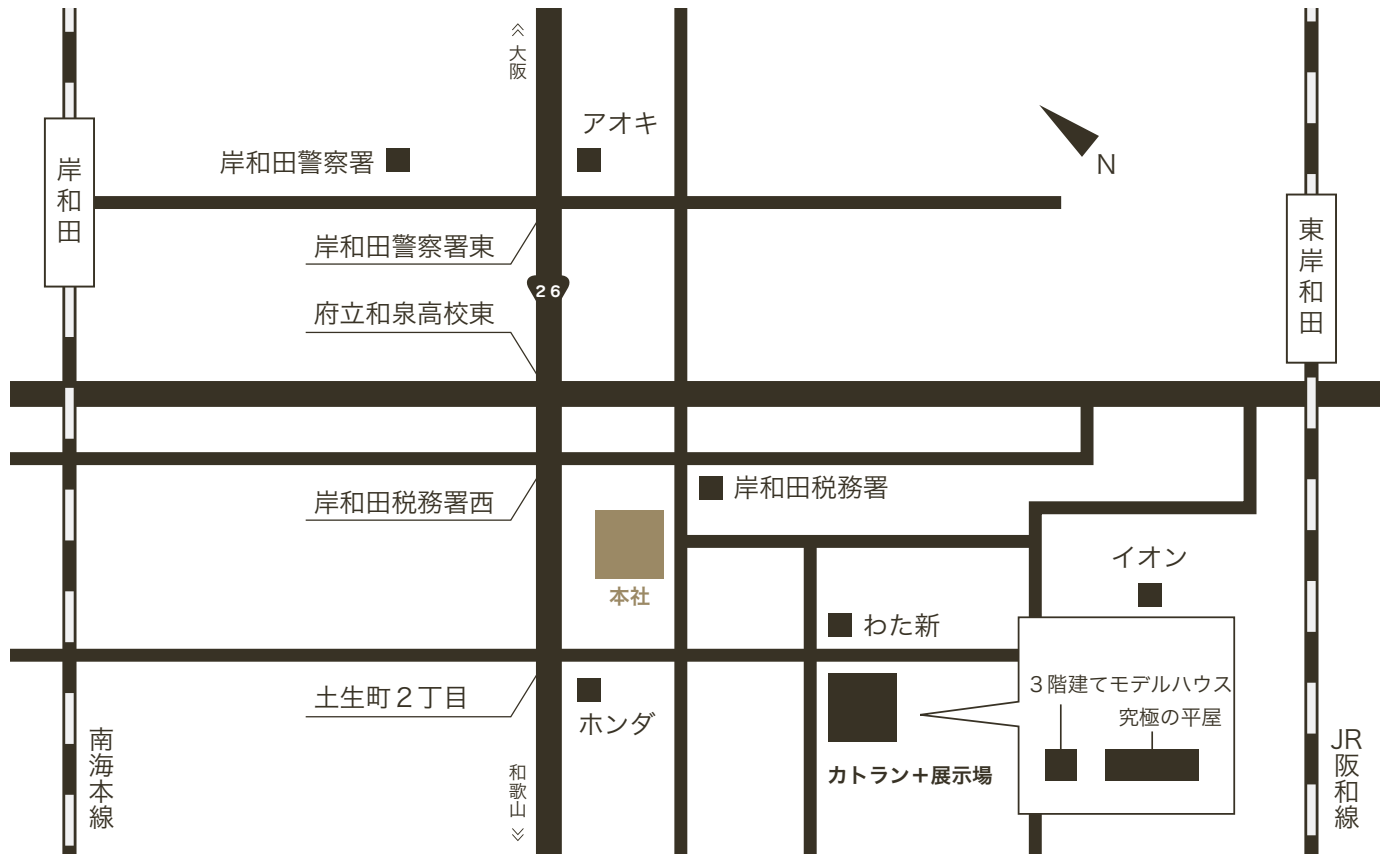 大阪
アオキ
岸和田警察署
N
岸和田
岸和田警察署東
東岸和田
26
府立和泉高校東
岸和田税務署西
岸和田税務署
イオン
本社
わた新
土生町２丁目
ホンダ
３階建てモデルハウス
究極の平屋
カトラン＋展示場
南海本線
和歌山
JR阪和線